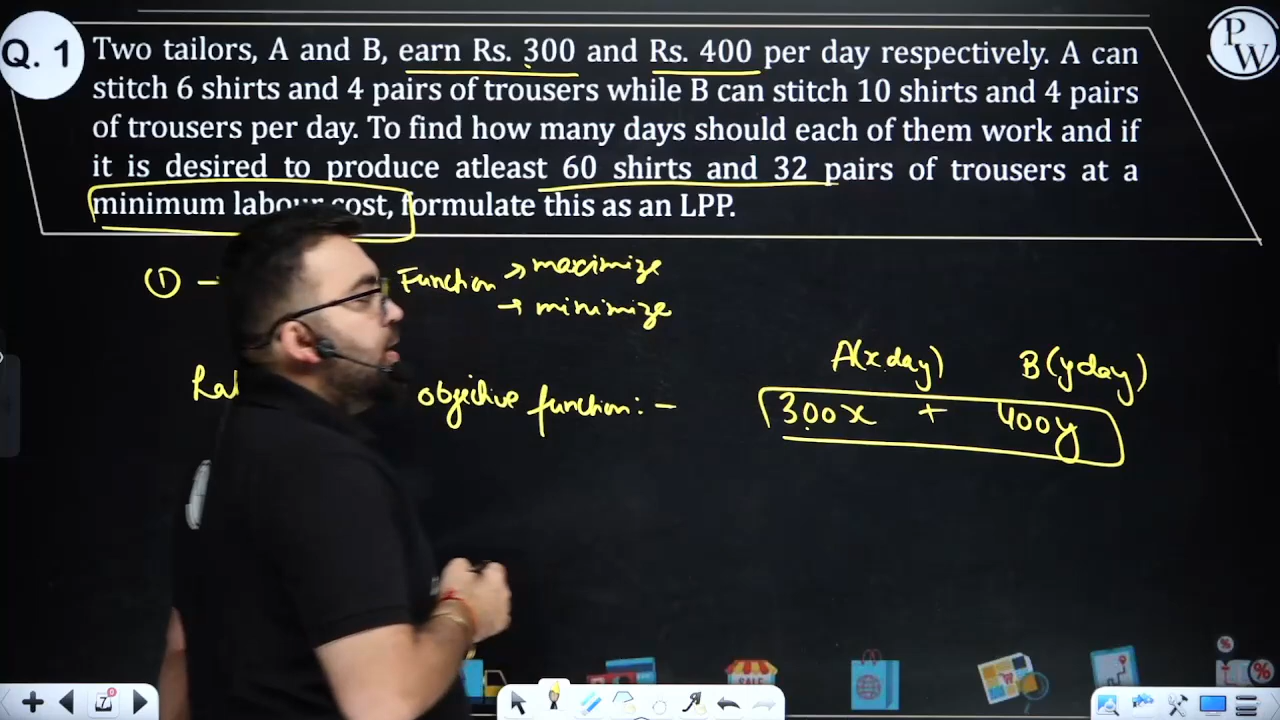 Q. 1
Two tailors, A and B, earn Rs. 300 and Rs. 400 per day respectively. A can
stitch 6 shirts and 4 pairs of trousers while B can stitch 10 shirts and 4 pairs
of trousers per day. To find how many days should each of them work and if
it is desired to produce atleast 60 shirts and 32 pairs of trousers at a
minimum labour cost, formulate this as an LPP.
PW
① – Function → maximize
→ minimize
A(x day) B(y day)
objective function: – 300x + 400y
SALE
%
%
7